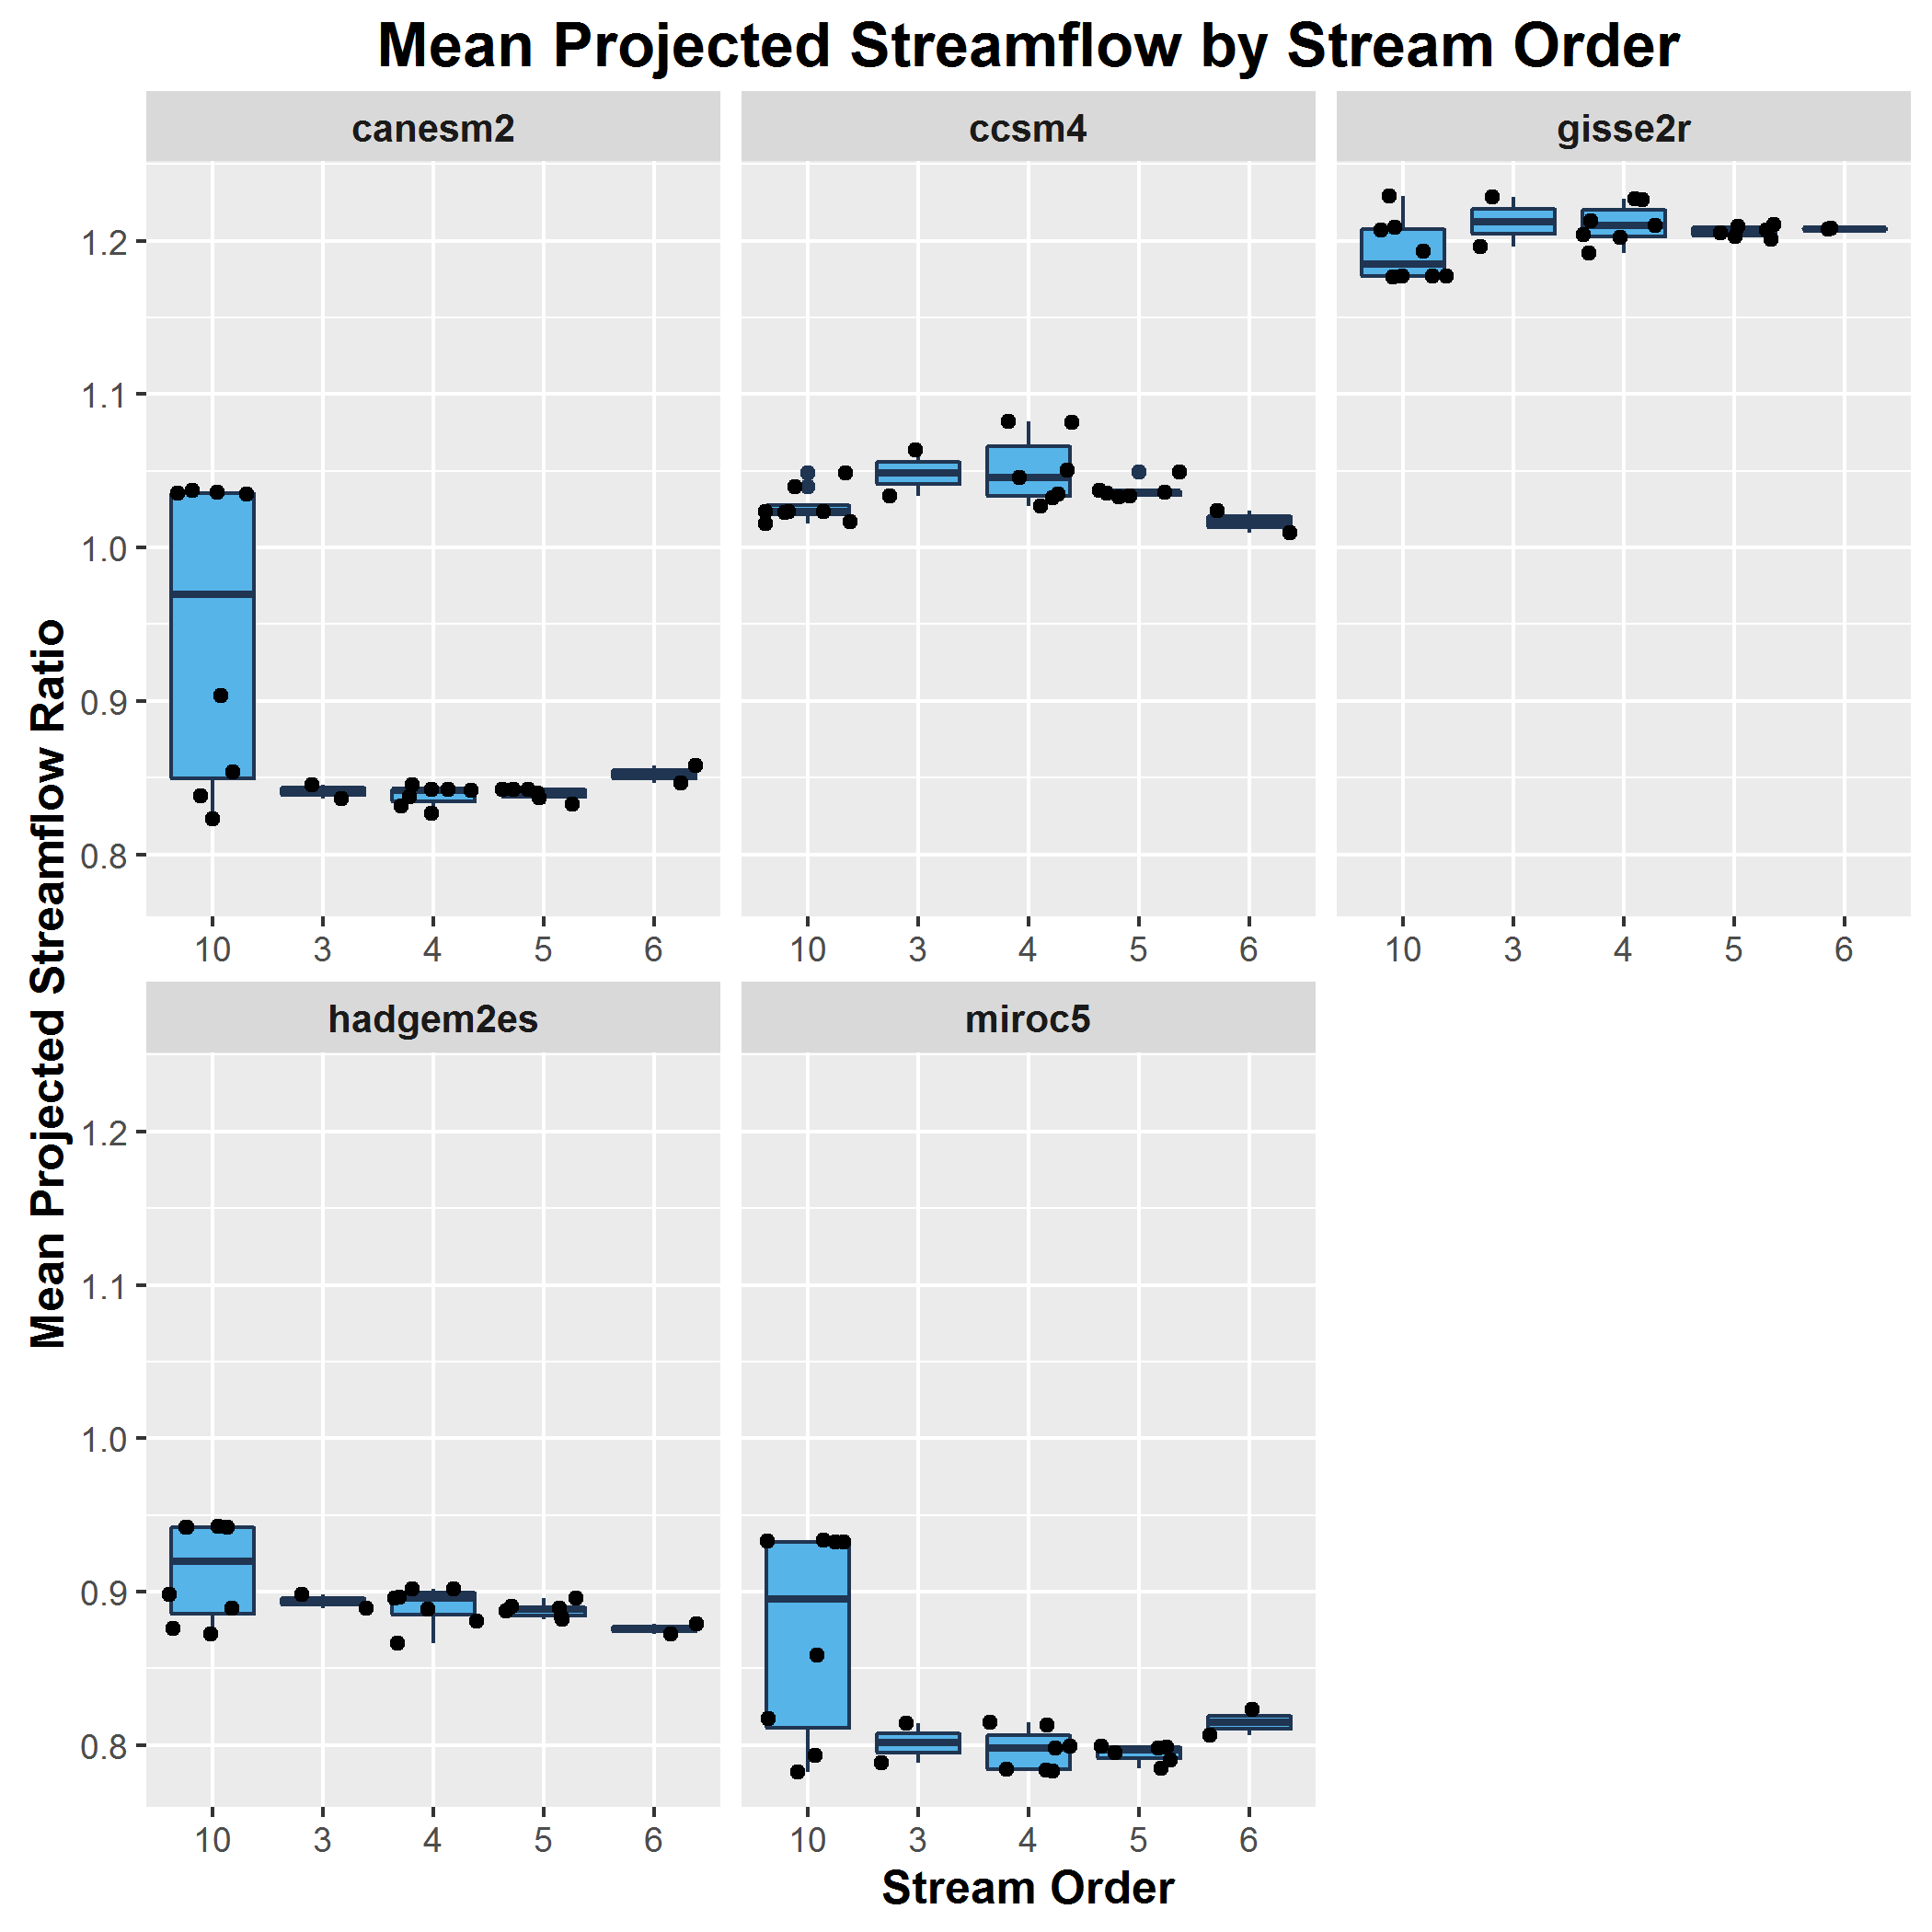 Mean Projected Streamflow by Stream Order
canesm2
ccsm4
gisse2r
Mean Projected Streamflow Ratio
1.2
1.1
1.0
0.9
0.8
10 3 4 5 6
10 3 4 5 6
10 3 4 5 6
hadgem2es
miroc5
1.2
1.1
1.0
0.9
0.8
10 3 4 5 6
10 3 4 5 6
Stream Order